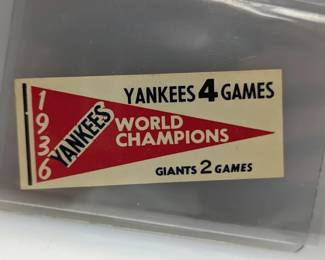 YANKEES 4 GAMES
1936
YANKEES
WORLD
CHAMPIONS
GIANTS 2 GAMES